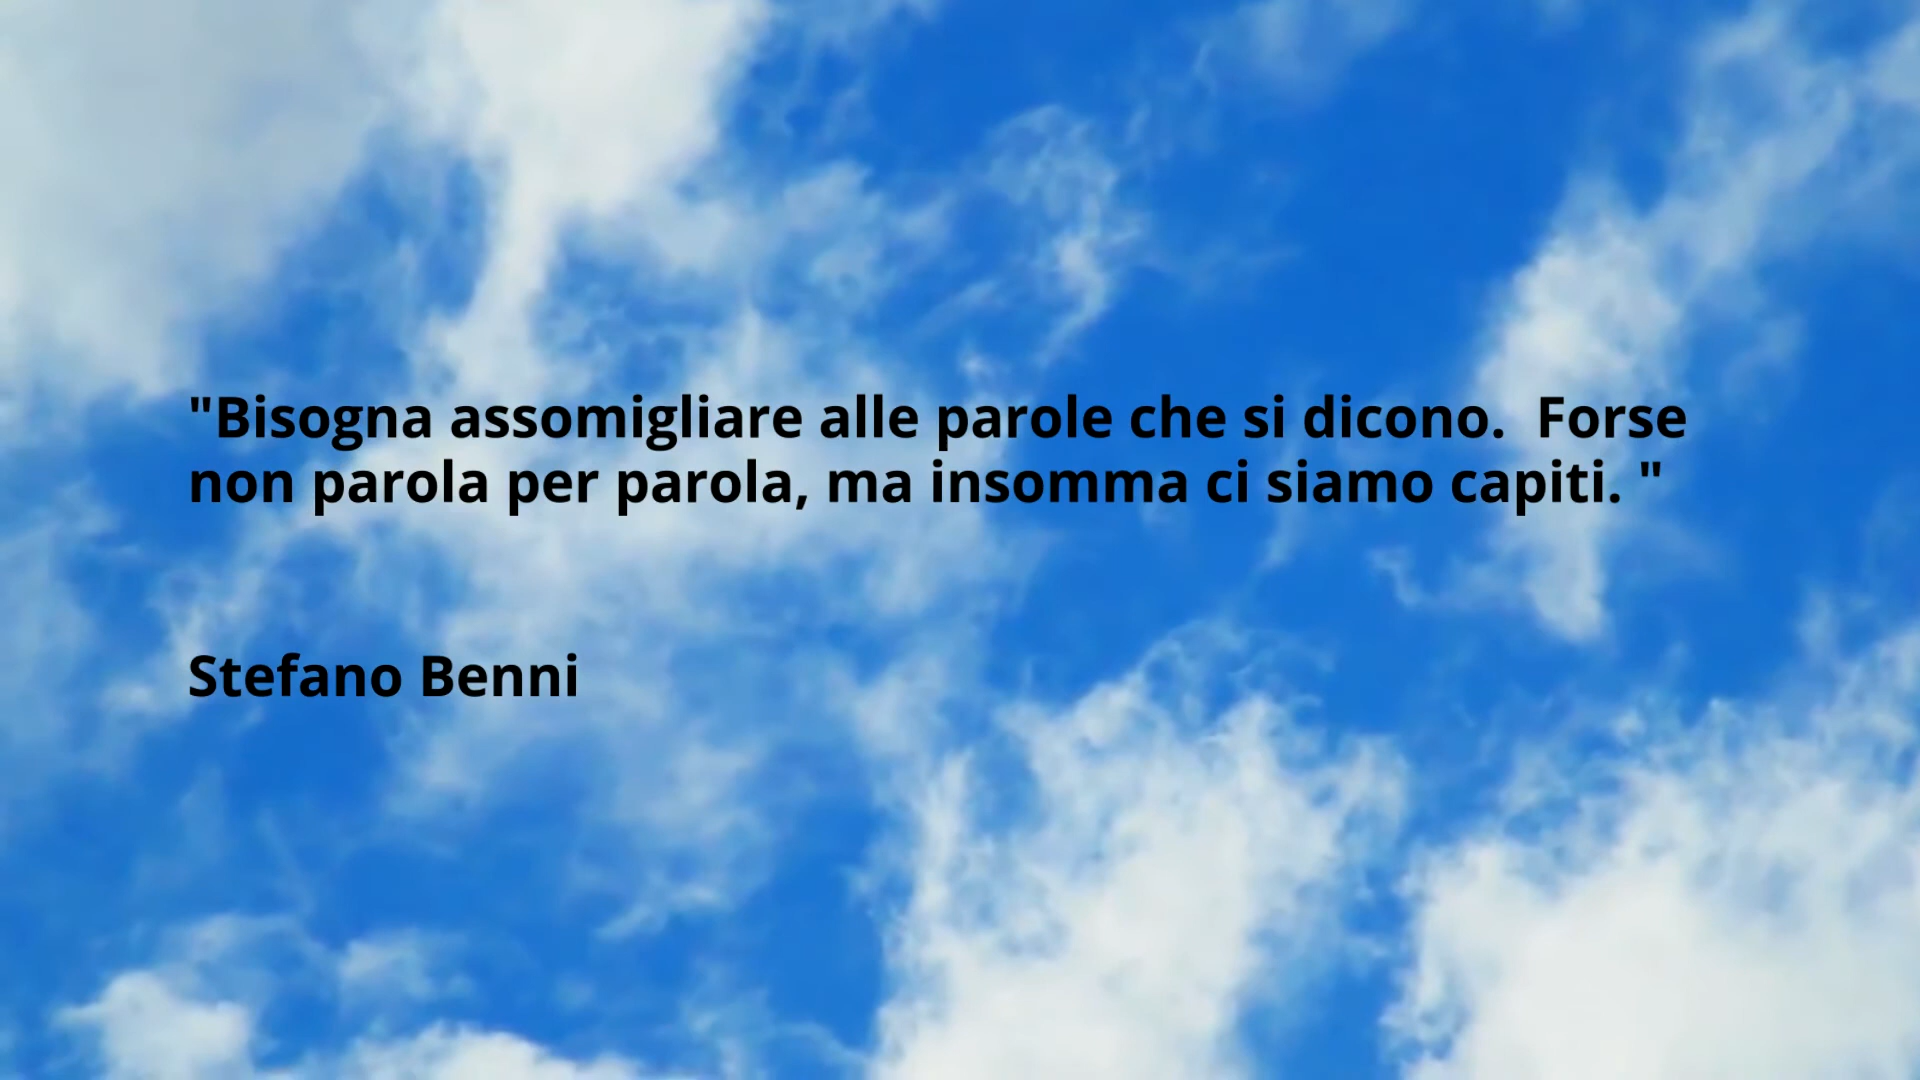 "Bisogna assomigliare alle parole che si dicono.  Forse
non parola per parola, ma insomma ci siamo capiti. "
Stefano Benni